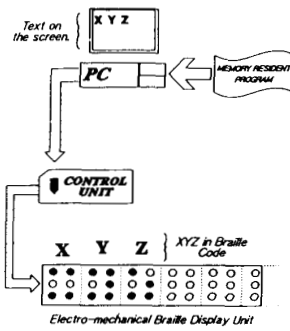 Text on
the screen.
X Y Z
PC
MEMORY RESIDENT
PROGRAM
CONTROL
UNIT
X Y Z
XYZ in Braille
Code
Electro-mechanical Braille Display Unit